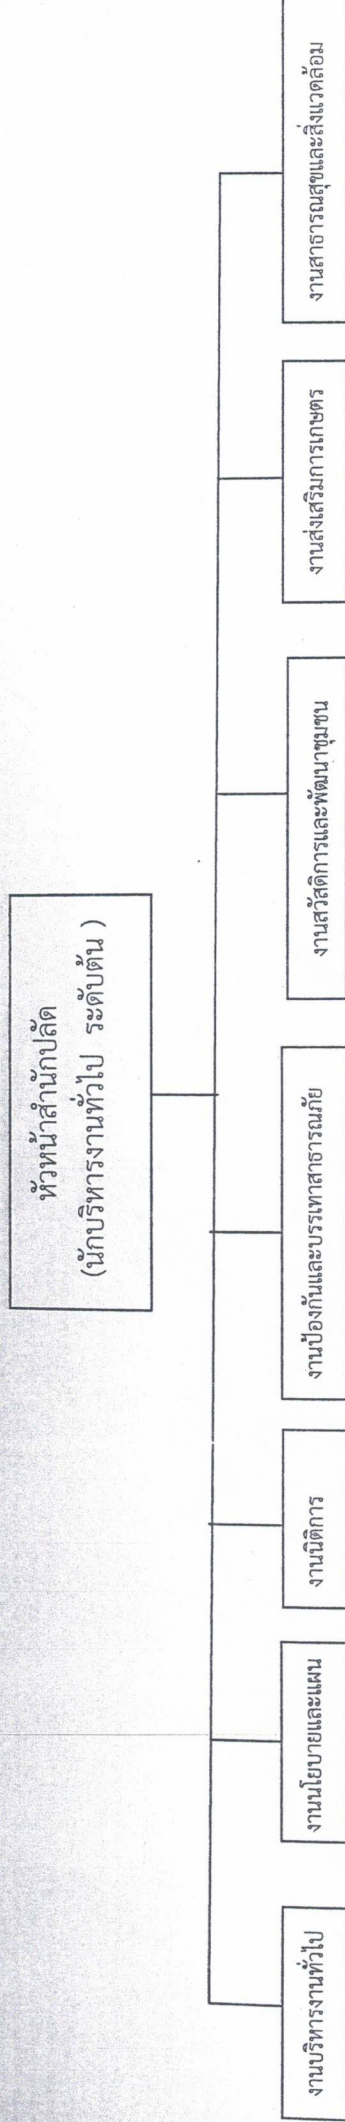 หัวหน้าสำนักปลัด
(นักบริหารงานทั่วไป ระดับต้น )
งานบริหารงานทั่วไป
งานนโยบายและแผน
งานนิติการ
งานป้องกันและบรรเทาสาธารณภัย
งานสวัสดิการและพัฒนาชุมชน
งานส่งเสริมการเกษตร
งานสาธารณสุขและสิ่งแวดล้อม